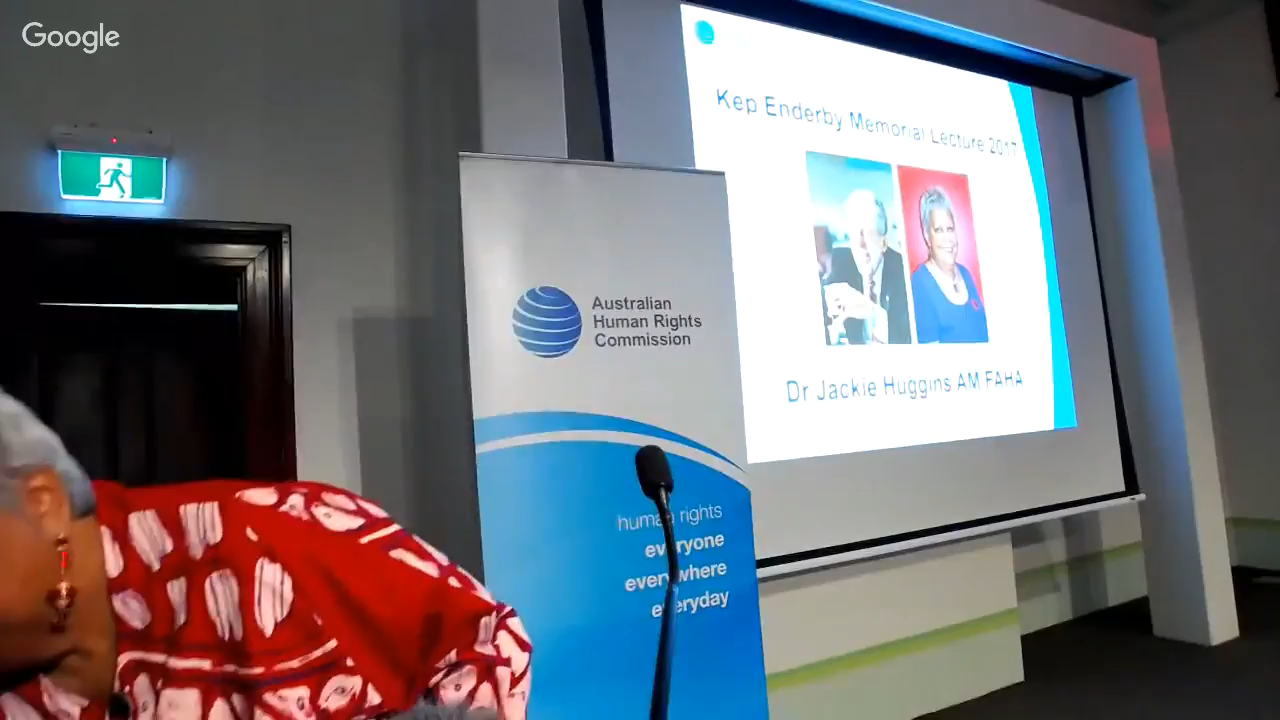 Google
Kep Enderby Memorial Lecture 2017
Dr Jackie Huggins AM FAHA
Australian
Human Rights
Commission
human rights
everyone
everywhere
everyday